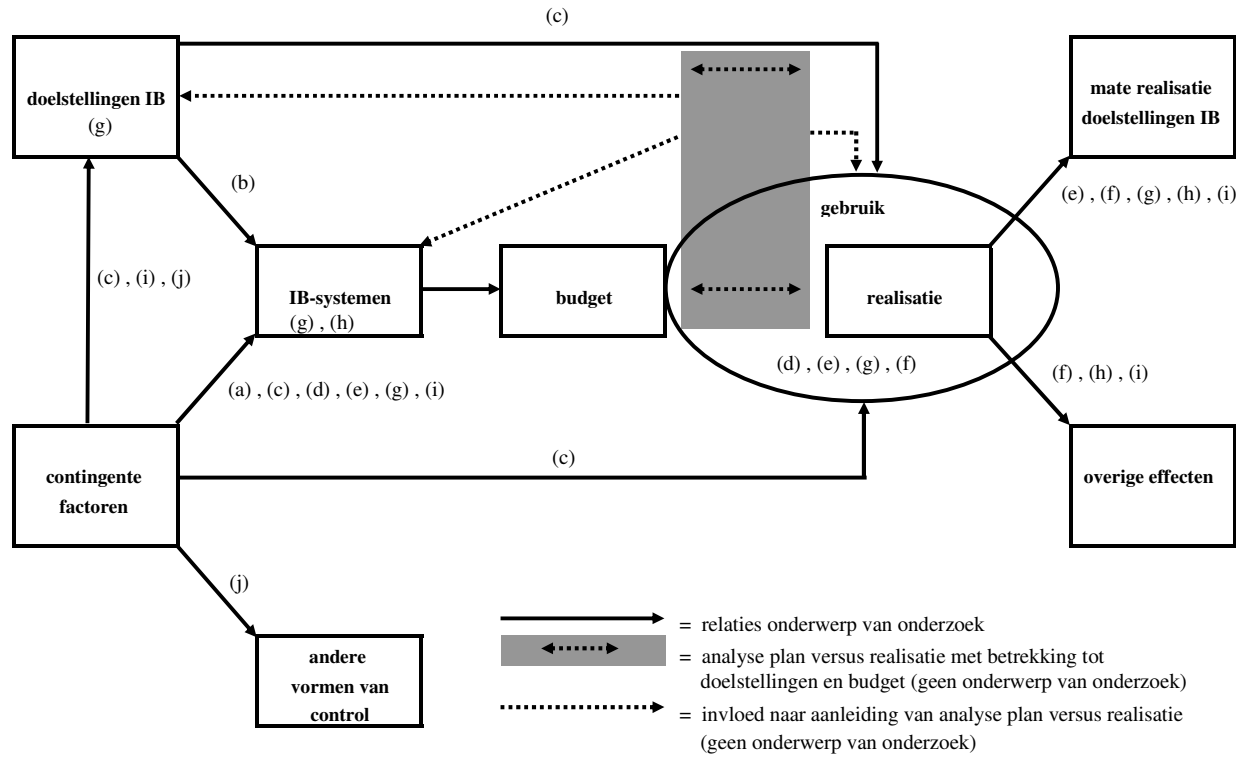 (c)
doelstellingen IB
(g)
mate realisatie
doelstellingen IB
(b)
(e) , (f) , (g) , (h) , (i)
gebruik
(c) , (i) , (j)
IB-systemen
(g) , (h)
budget
realisatie
(a) , (c) , (d) , (e) , (g) , (i)
(d) , (e) , (g) , (f)
(f) , (h) , (i)
contingente
factoren
(c)
overige effecten
(j)
andere
vormen van
control
= relaties onderwerp van onderzoek
= analyse plan versus realisatie met betrekking tot
doelstellingen en budget (geen onderwerp van onderzoek)
= invloed naar aanleiding van analyse plan versus realisatie
(geen onderwerp van onderzoek)